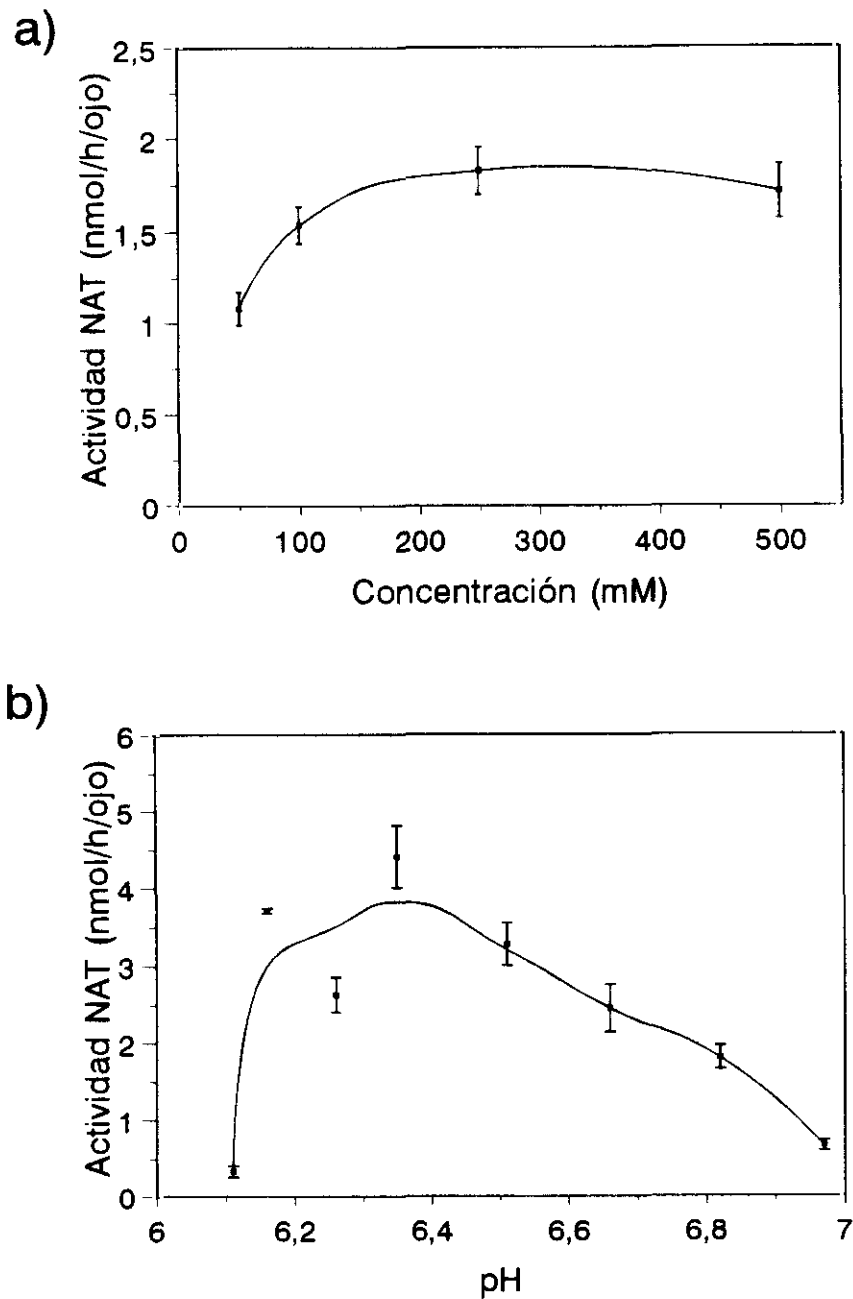 a)
Actividad NAT (nmol/h/ojo)
2,5
2
1,5
1
0,5
0
0 100 200 300 400 500
Concentración (mM)
b)
Actividad NAT (nmol/h/ojo)
6
5
4
3
2
1
0
6 6,2 6,4 6,6 6,8 7
pH